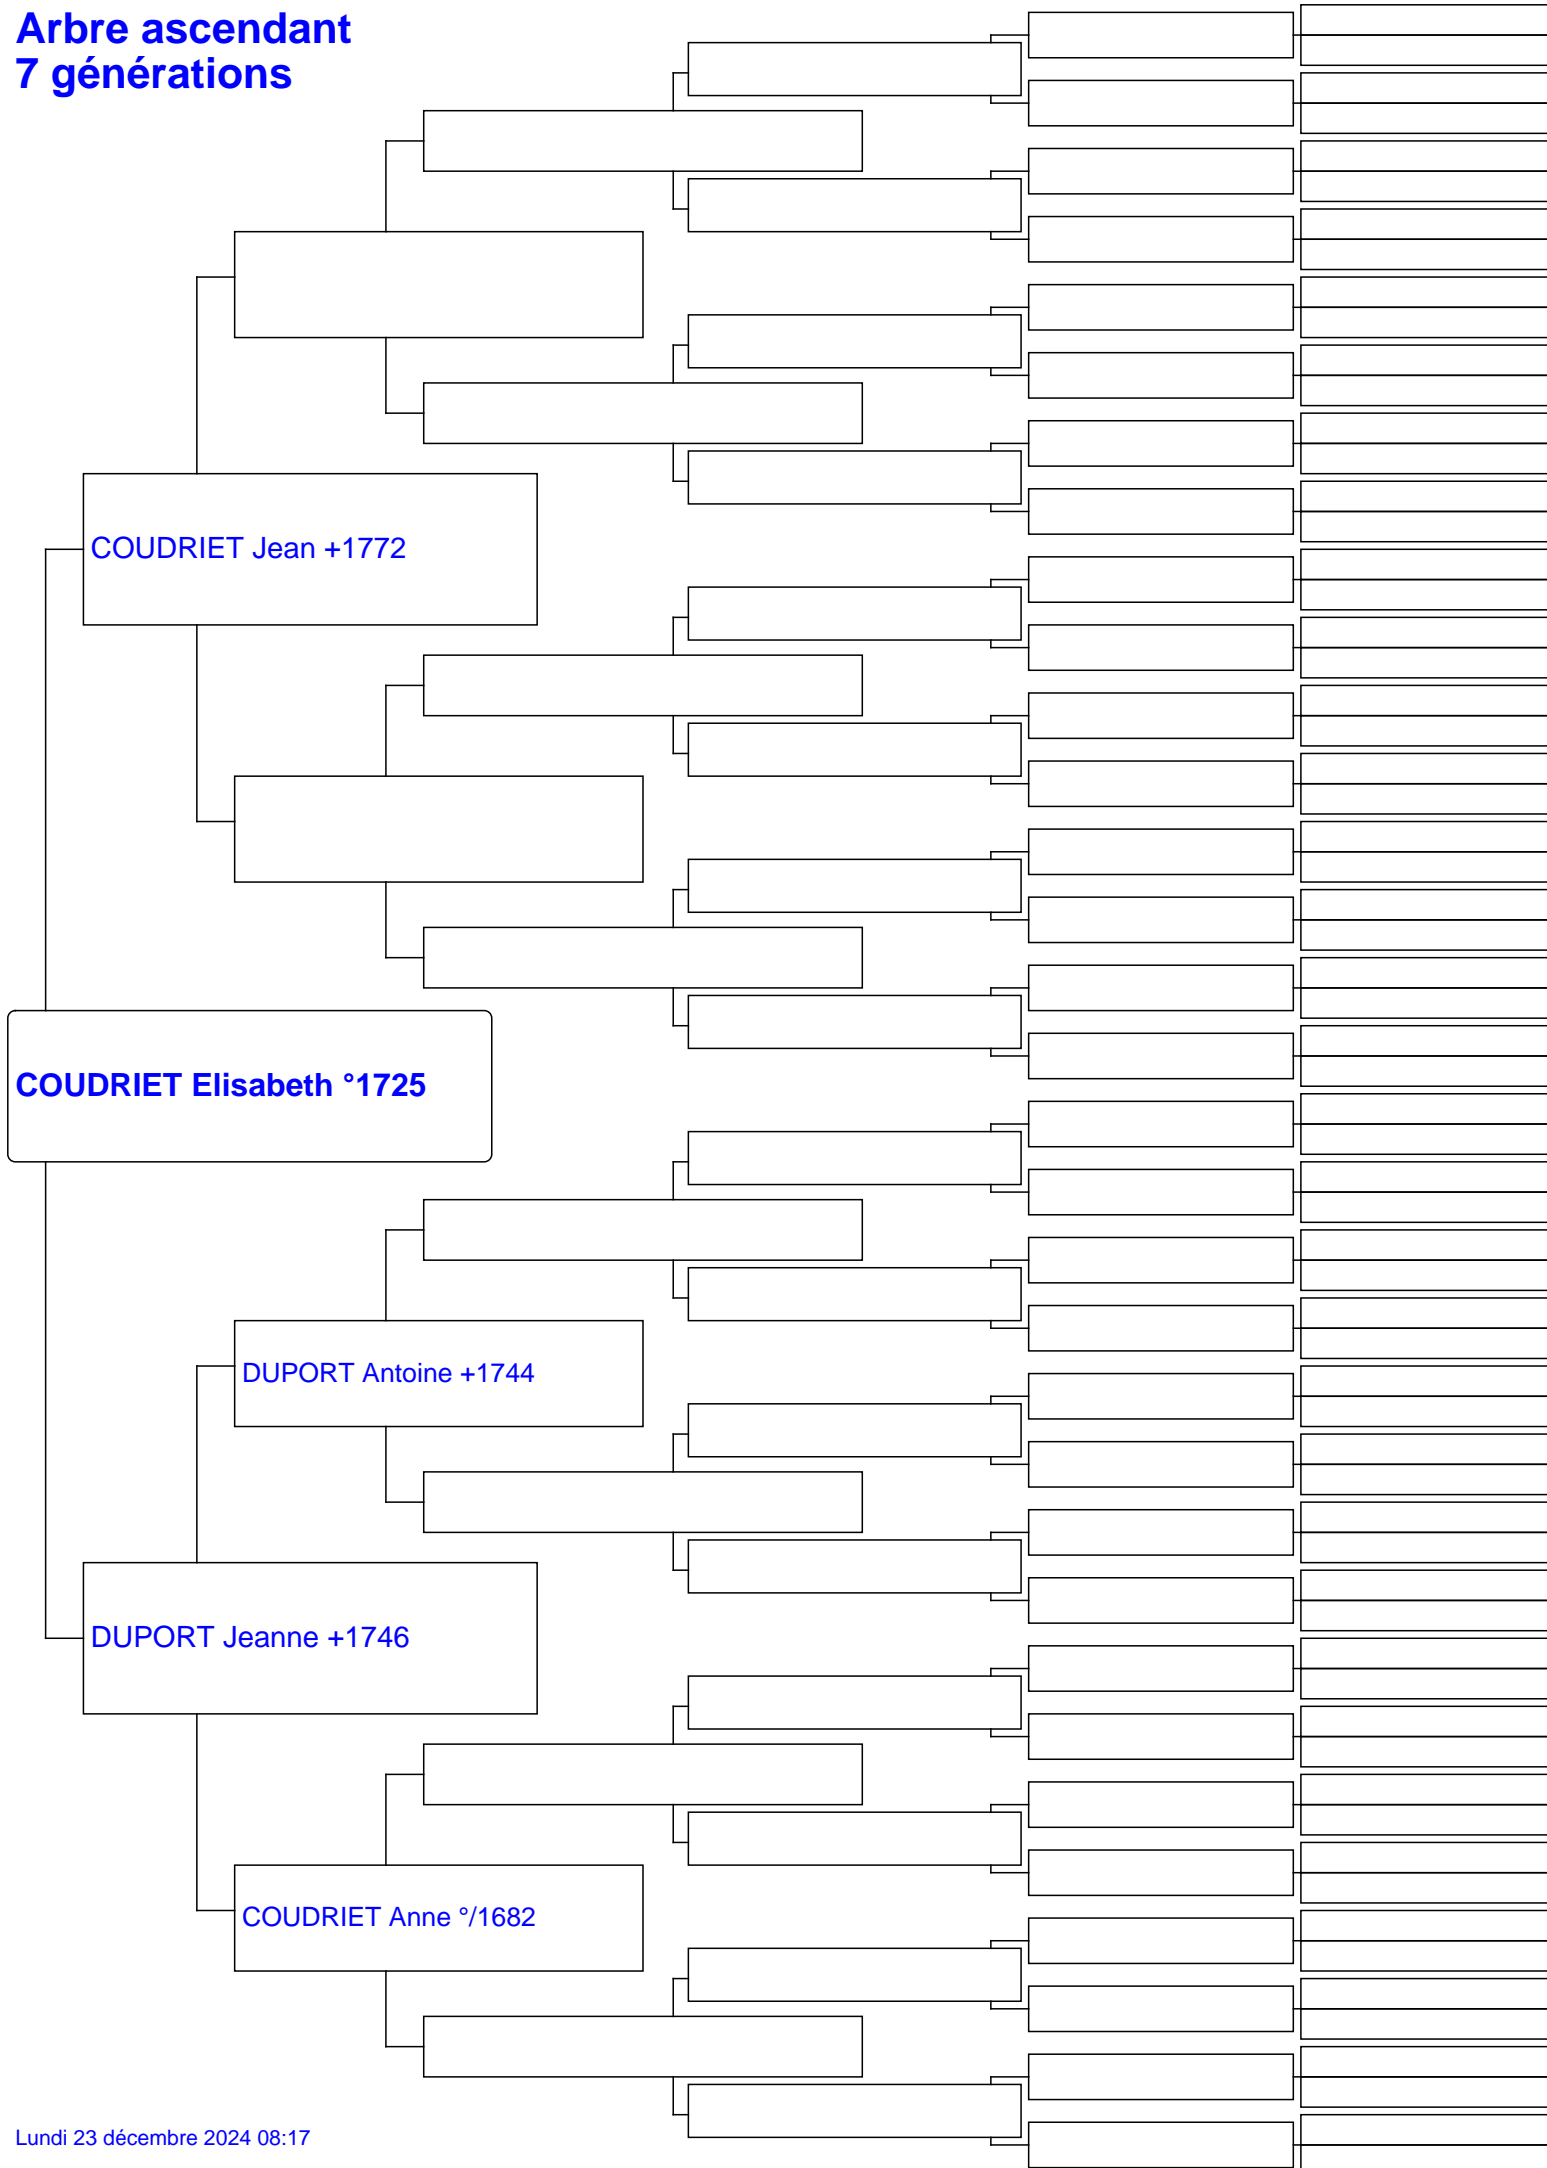 Arbre ascendant
7 générations
COUDRIET Jean +1772
COUDRIET Elisabeth °1725
DUPORT Antoine +1744
DUPORT Jeanne +1746
COUDRIET Anne °/1682
Lundi 23 décembre 2024 08:17